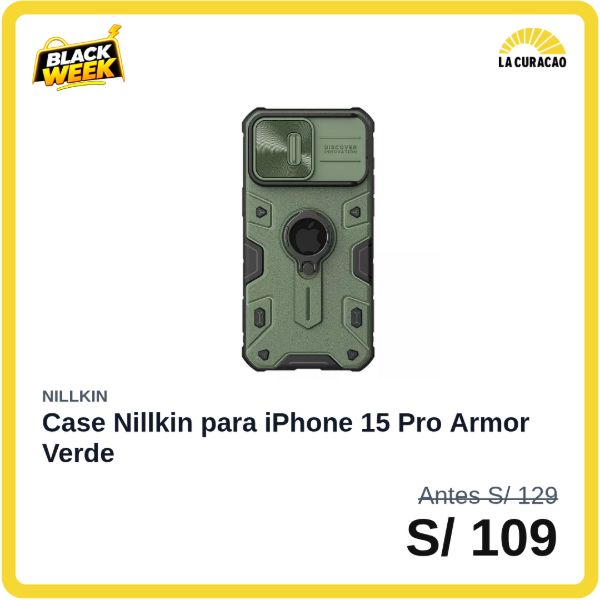 BLACK
WEEK
LA CURACAO
DISCOVER
INNOVATION
NILLKIN
Case Nillkin para iPhone 15 Pro Armor
Verde
Antes S/ 129
S/ 109